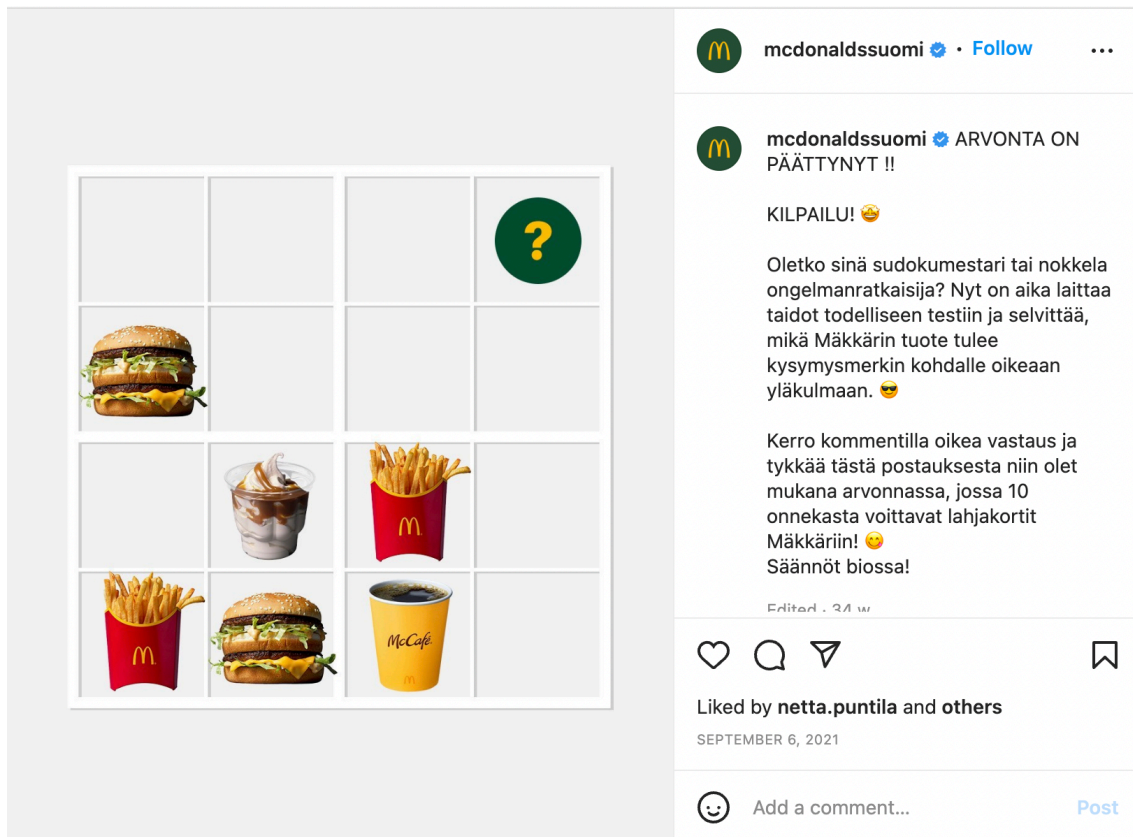 ?
McCafé
mcdonaldssuomi • Follow
mcdonaldssuomi ARVONTA ON
PÄÄTTYNYT !!
KILPAILU! 🤩
Oletko sinä sudokumestari tai nokkela
ongelmanratkaisija? Nyt on aika laittaa
taidot todelliseen testiin ja selvittää,
mikä Mäkkärin tuote tulee
kysymysmerkin kohdalle oikeaan
yläkulmaan. 😎
Kerro kommentilla oikea vastaus ja
tykkää tästä postauksesta niin olet
mukana arvonnassa, jossa 10
onnekasta voittavat lahjakortit
Mäkkäriin! 😋
Säännöt biossa!
Edited · 34 w
Liked by netta.puntila and others
SEPTEMBER 6, 2021
Add a comment...
Post